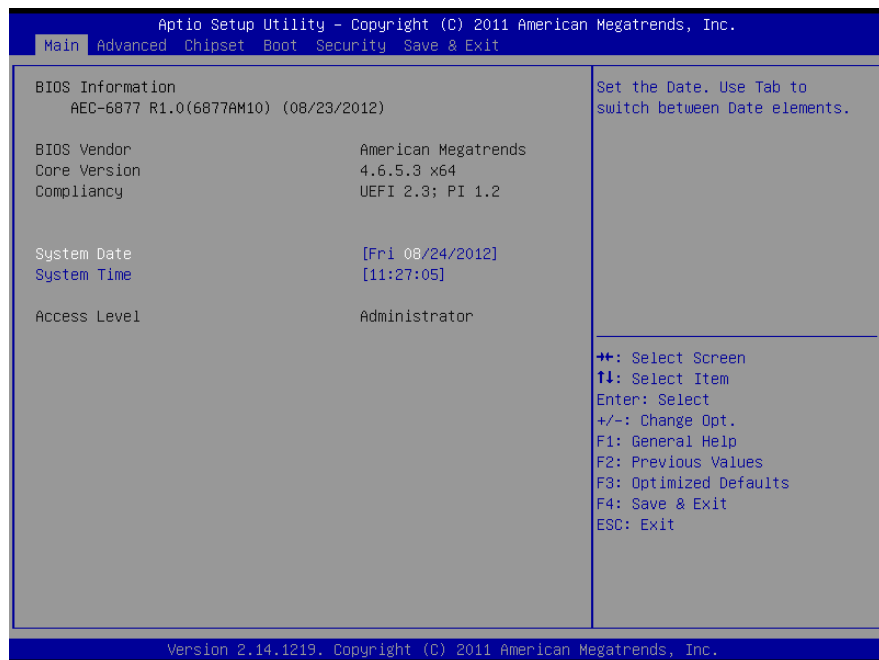 Aptio Setup Utility – Copyright (C) 2011 American Megatrends, Inc.
Main Advanced Chipset Boot Security Save & Exit
BIOS Information
AEC-6877 R1.0(6877AM10) (08/23/2012)
BIOS Vendor American Megatrends
Core Version 4.6.5.3 x64
Compliancy UEFI 2.3; PI 1.2
System Date [Fri 08/24/2012]
System Time [11:27:05]
Access Level Administrator
Set the Date. Use Tab to
switch between Date elements.
→←: Select Screen
↑↓: Select Item
Enter: Select
+/-: Change Opt.
F1: General Help
F2: Previous Values
F3: Optimized Defaults
F4: Save & Exit
ESC: Exit
Version 2.14.1219. Copyright (C) 2011 American Megatrends, Inc.